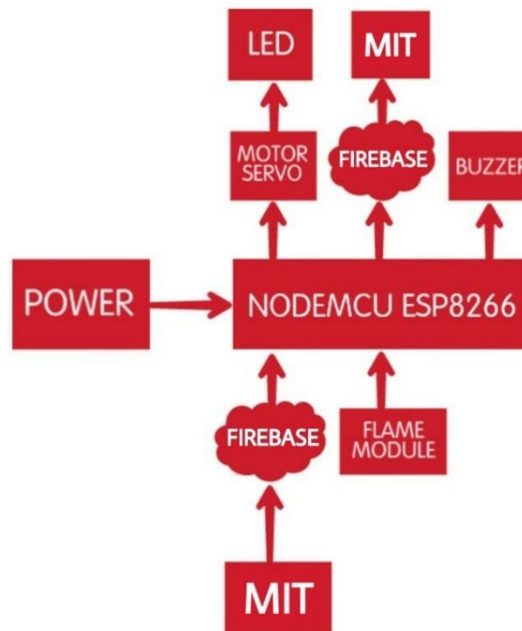 LED
MIT
MOTOR
SERVO
FIREBASE
BUZZER
POWER
NODEMCU ESP8266
FIREBASE
FLAME
MODULE
MIT